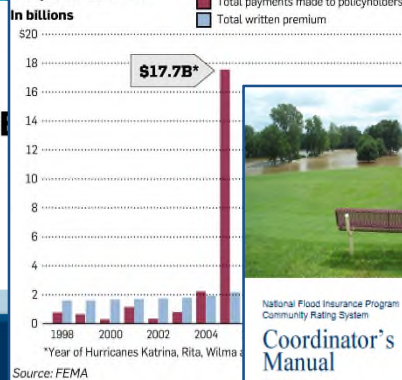 Total payments made to policyholders
In billions
Total written premium
$20
18
$17.7B*
16
14
12
10
8
6
4
2
0
1998 2000 2002 2004
*Year of Hurricanes Katrina, Rita, Wilma
Source: FEMA
National Flood Insurance Program
Community Rating System
Coordinator's
Manual